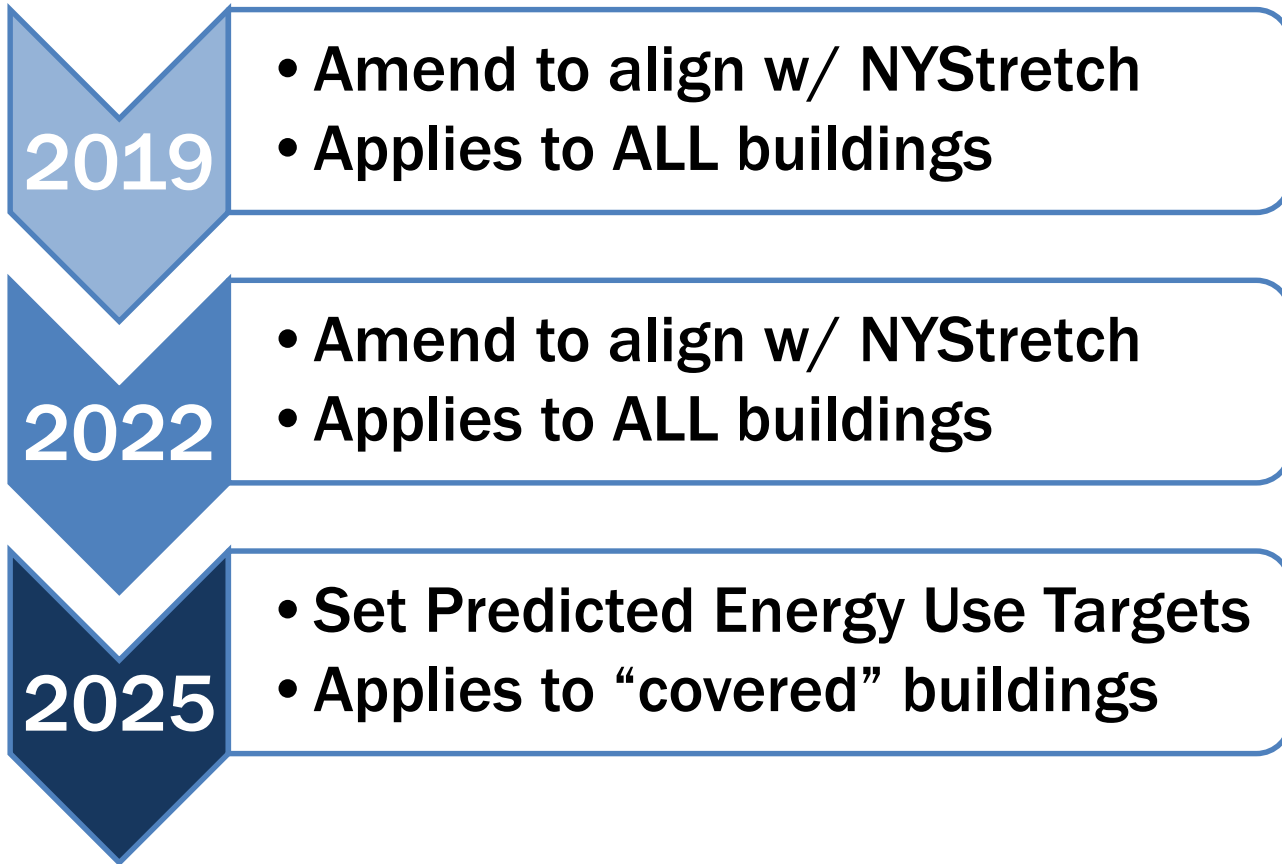 2019
• Amend to align w/ NYStretch
• Applies to ALL buildings
2022
• Amend to align w/ NYStretch
• Applies to ALL buildings
2025
• Set Predicted Energy Use Targets
• Applies to “covered” buildings